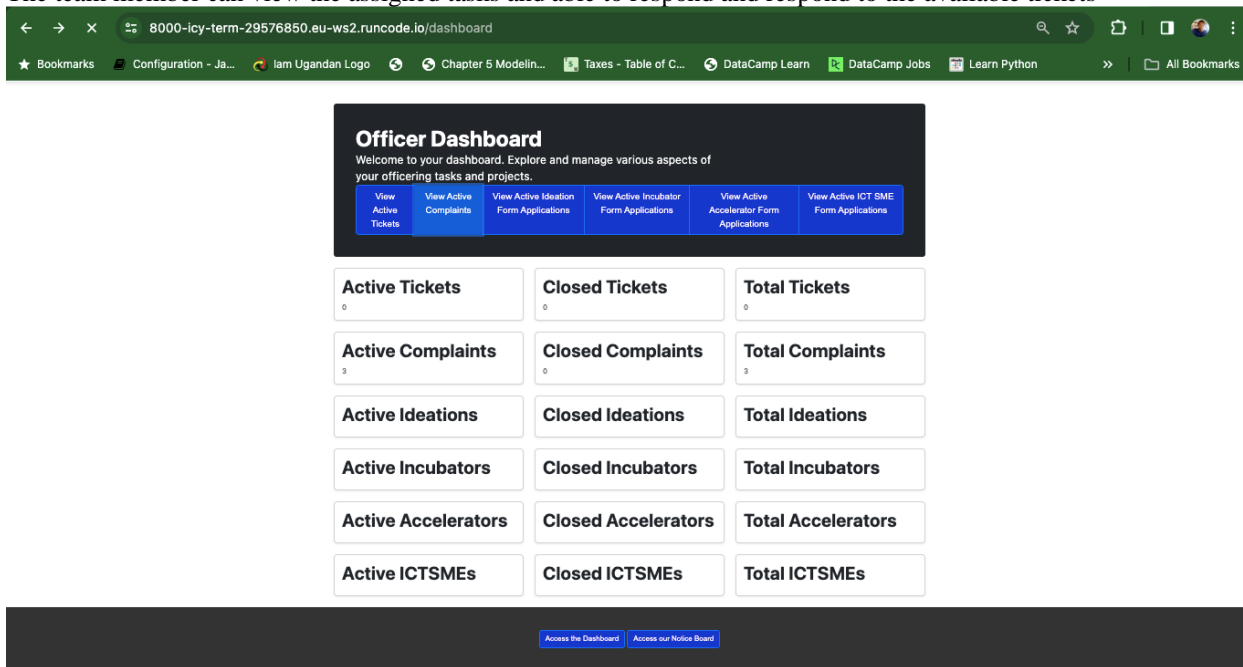 The team member can view the assigned tasks and able to respond and respond to the available tickets
8000-icy-term-29576850.eu-ws2.runcode.io/dashboard
Bookmarks Configuration - Ja... Iam Ugandan Logo Chapter 5 Modelin... Taxes - Table of C... DataCamp Learn DataCamp Jobs Learn Python » All Bookmarks
Officer Dashboard
Welcome to your dashboard. Explore and manage various aspects of
your officering tasks and projects.
View
Active
Tickets
View Active
Complaints
View Active Ideation
Form Applications
View Active Incubator
Form Applications
View Active
Accelerator Form
Applications
View Active ICT SME
Form Applications
Active Tickets
0
Closed Tickets
0
Total Tickets
0
Active Complaints
3
Closed Complaints
0
Total Complaints
3
Active Ideations
Closed Ideations
Total Ideations
Active Incubators
Closed Incubators
Total Incubators
Active Accelerators
Closed Accelerators
Total Accelerators
Active ICTSMEs
Closed ICTSMEs
Total ICTSMEs
Access the Dashboard
Access our Notice Board